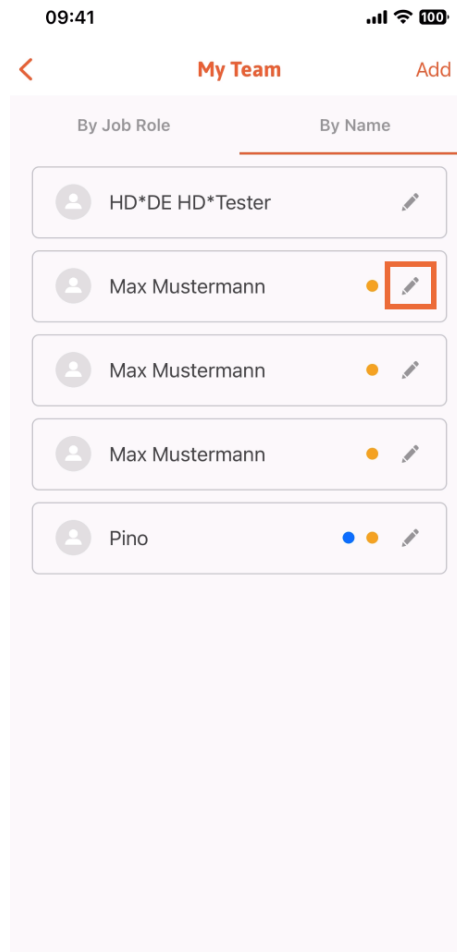 09:41 100
My Team Add
By Job Role By Name
HD*DE HD*Tester
Max Mustermann
Max Mustermann
Max Mustermann
Pino